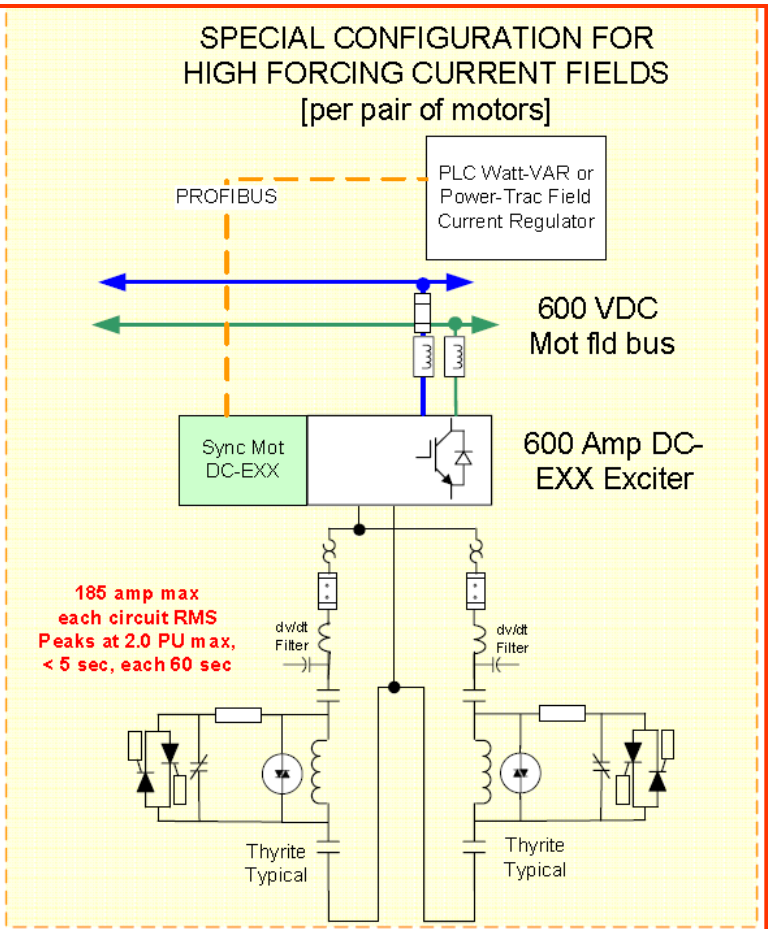 SPECIAL CONFIGURATION FOR
HIGH FORCING CURRENT FIELDS
[per pair of motors]
PLC Watt-VAR or
Power-Trac Field
Current Regulator
PROFIBUS
600 VDC
Mot fld bus
Sync Mot
DC-EXX
600 Amp DC-
EXX Exciter
185 amp max
each circuit RMS
Peaks at 2.0 PU max,
< 5 sec, each 60 sec
dv/dt
Filter
dv/dt
Filter
Thyrite
Typical
Thyrite
Typical